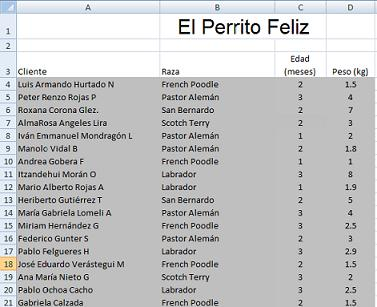 A B C D
1 El Perrito Feliz
2
3 Cliente Raza Edad (meses) Peso (kg)
4 Luis Armando Hurtado N French Poodle 2 1.5
5 Peter Renzo Rojas P Pastor Alemán 3 4
6 Roxana Corona Glez. San Bernardo 2 7
7 AlmaRosa Angeles Lira Scotch Terry 2 3
8 Iván Emmanuel Mondragón L Pastor Alemán 1 2
9 Manolo Vidal B Pastor Alemán 2 1.8
10 Andrea Gobera F French Poodle 1 1
11 Itzandehui Morán O Labrador 3 8
12 Mario Alberto Rojas A Labrador 1 1.9
13 Heriberto Gutiérrez T San Bernardo 2 5
14 María Gabriela Lomeli A Pastor Alemán 3 4
15 Miriam Hernández G French Poodle 3 2.5
16 Federico Gunter S Pastor Alemán 2 3
17 Pablo Felgueres H Labrador 3 2.9
18 José Eduardo Verástegui M French Poodle 2 1.5
19 Ana María Nieto G Scotch Terry 3 2
20 Pablo Ochoa Cacho Labrador 3 2.5
21 Gabriela Calzada French Poodle 2 1.5